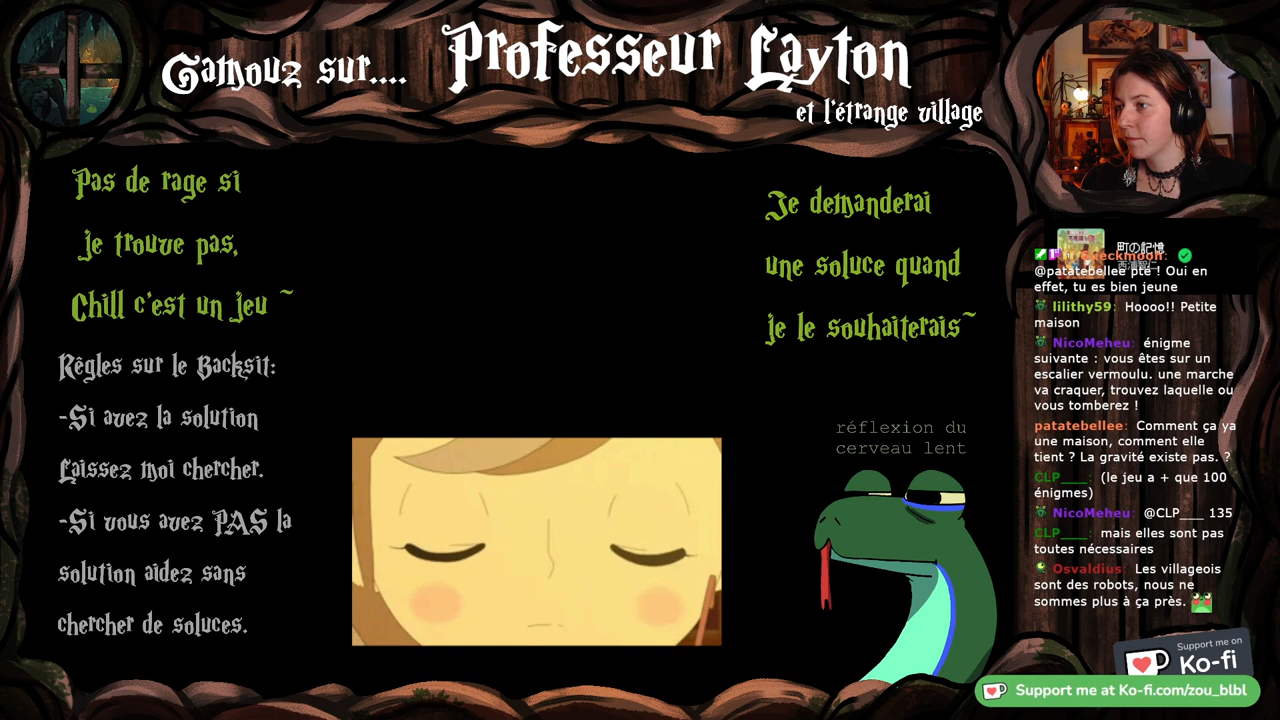 Gamouz sur....
Professeur Layton
et l'étrange village
Pas de rage si
je trouve pas,
Chill c'est un jeu ~
Rêgles sur le Backsit:
-Si avez la solution
Laissez moi chercher.
-Si vous avez PAS la
solution aidez sans
chercher de soluces.
Je demanderai
une soluce quand
je le souhaiterais~
réflexion du
cerveau lent
町の記憶
@patatebellee pte ! Oui en
effet, tu es bien jeune
lilithy59: Hoooo!! Petite
maison
NicoMeheu: énigme
suivante : vous êtes sur un
escalier vermoulu. une marche
va craquer, trouvez laquelle ou
vous tomberez !
patatebellee: Comment ça ya
une maison, comment elle
tient ? La gravité existe pas. ?
CLP___: (le jeu a + que 100
énigmes)
NicoMeheu: @CLP___ 135
CLP___: mais elles sont pas
toutes nécessaires
Osvaldius: Les villageois
sont des robots, nous ne
sommes plus à ça près.
Support me on
Ko-fi
Support me at Ko-fi.com/zou_blbl